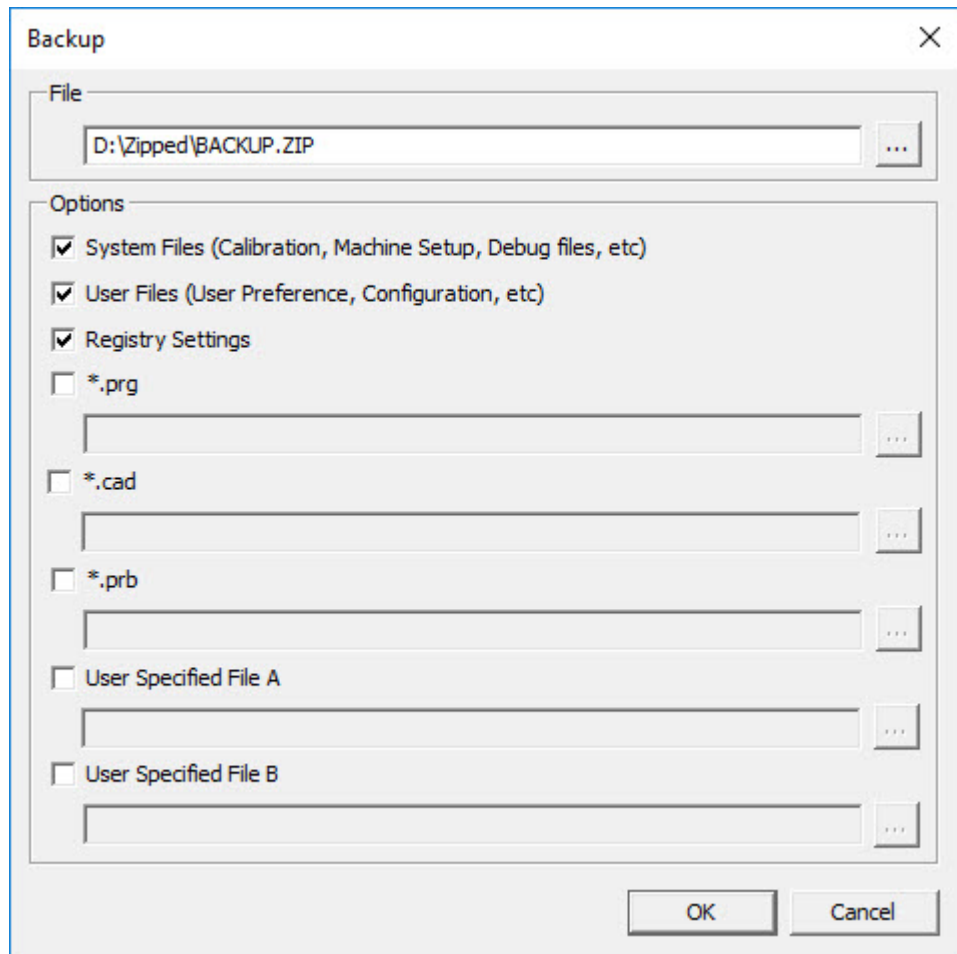 Backup
File
D:\Zipped\BACKUP.ZIP
...
Options
System Files (Calibration, Machine Setup, Debug files, etc)
User Files (User Preference, Configuration, etc)
Registry Settings
*.prg
...
*.cad
...
*.prb
...
User Specified File A
...
User Specified File B
...
OK Cancel